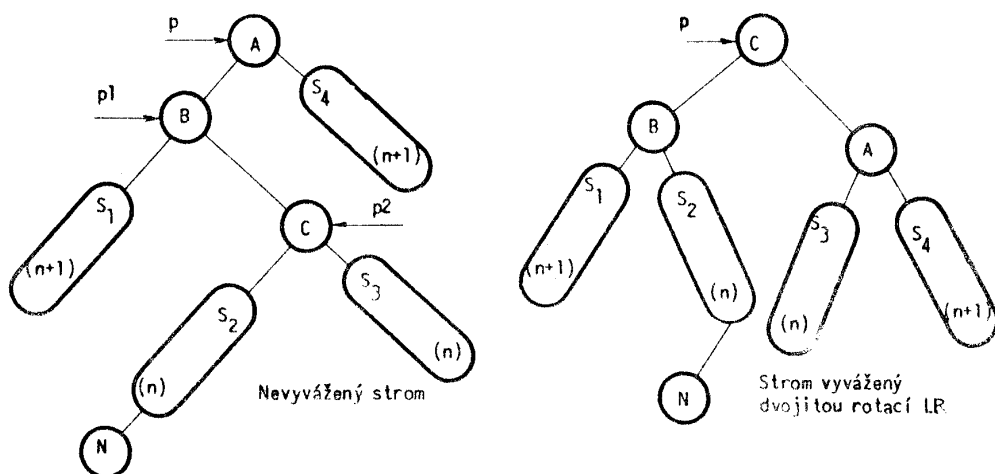 p
A
p1
B
S4
(n+1)
S1
(n+1)
C
p2
S2
(n)
S3
(n)
N
Nevyvážený strom
p
C
B
A
S1
(n+1)
S2
(n)
S3
(n)
S4
(n+1)
N
Strom vyvážený
dvojitou rotací LR